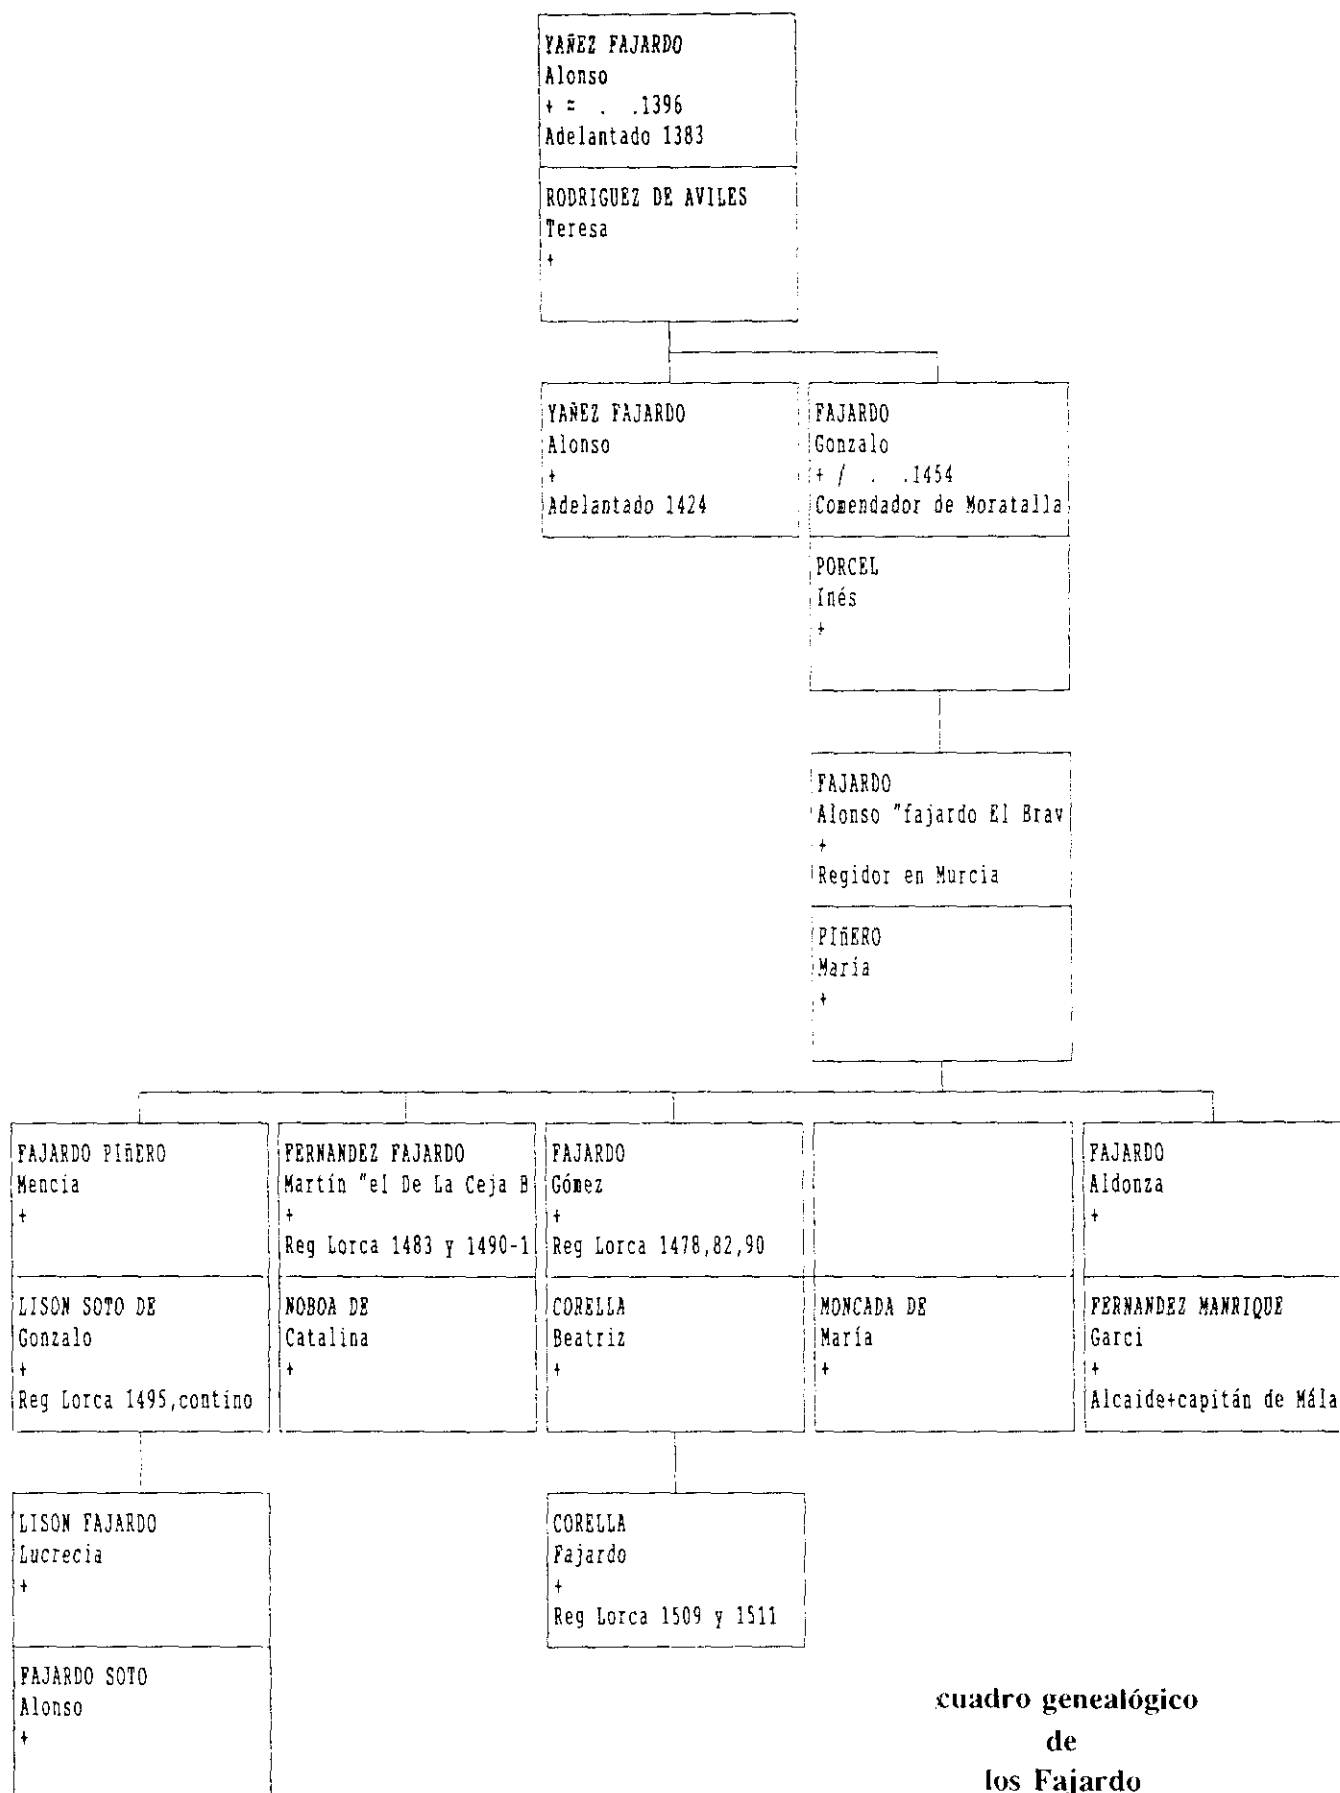 YAÑEZ FAJARDO
Alonso
+ = . .1396
Adelantado 1383
RODRIGUEZ DE AVILES
Teresa
+
YAÑEZ FAJARDO
Alonso
+
Adelantado 1424
FAJARDO
Gonzalo
+ / . .1454
Comendador de Moratalla
PORCEL
Inés
+
FAJARDO
Alonso "fajardo El Brav
+
Regidor en Murcia
PIñERO
María
+
FAJARDO PIñERO
Mencia
+
LISON SOTO DE
Gonzalo
+
Reg Lorca 1495,contino
FERNANDEZ FAJARDO
Martín "el De La Ceja B
+
Reg Lorca 1483 y 1490-1
NOBOA DE
Catalina
+
FAJARDO
Gómez
+
Reg Lorca 1478,82,90
CORELLA
Beatriz
+
MONCADA DE
María
+
FAJARDO
Aldonza
+
FERNANDEZ MANRIQUE
Garci
+
Alcaide+capitán de Mála
LISON FAJARDO
Lucrecia
+
FAJARDO SOTO
Alonso
+
CORELLA
Fajardo
+
Reg Lorca 1509 y 1511
cuadro genealógico
de
los Fajardo